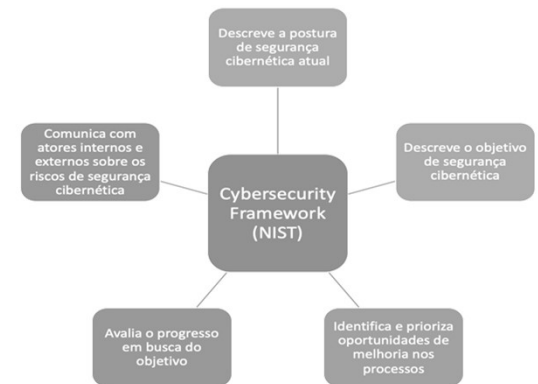 Descreve a postura
de segurança
cibernética atual
Comunica com
atores internos e
externos sobre os
riscos de segurança
cibernética
Descreve o objetivo
de segurança
cibernética
Cybersecurity
Framework
(NIST)
Avalia o progresso
em busca do
objetivo
Identifica e prioriza
oportunidades de
melhoria nos
processos